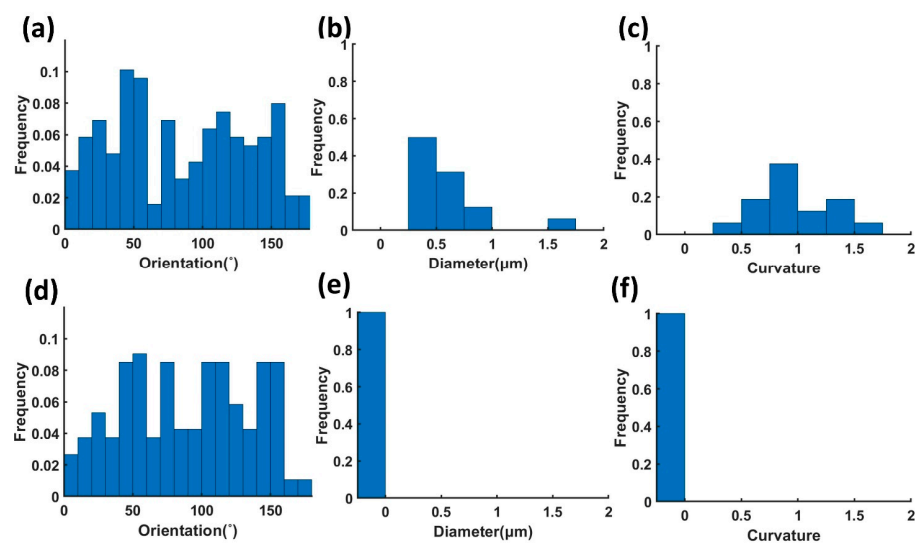 (a)
0.1
0.08
0.06
0.04
0.02
0
Frequency
0 50 100 150
Orientation(°)
(b)
1
0.8
0.6
0.4
0.2
0
Frequency
0 0.5 1 1.5 2
Diameter(μm)
(c)
1
0.8
0.6
0.4
0.2
0
Frequency
0 0.5 1 1.5 2
Curvature
(d)
0.1
0.08
0.06
0.04
0.02
0
Frequency
0 50 100 150
Orientation(°)
(e)
1
0.8
0.6
0.4
0.2
0
Frequency
0 0.5 1 1.5 2
Diameter(μm)
(f)
1
0.8
0.6
0.4
0.2
0
Frequency
0 0.5 1 1.5 2
Curvature